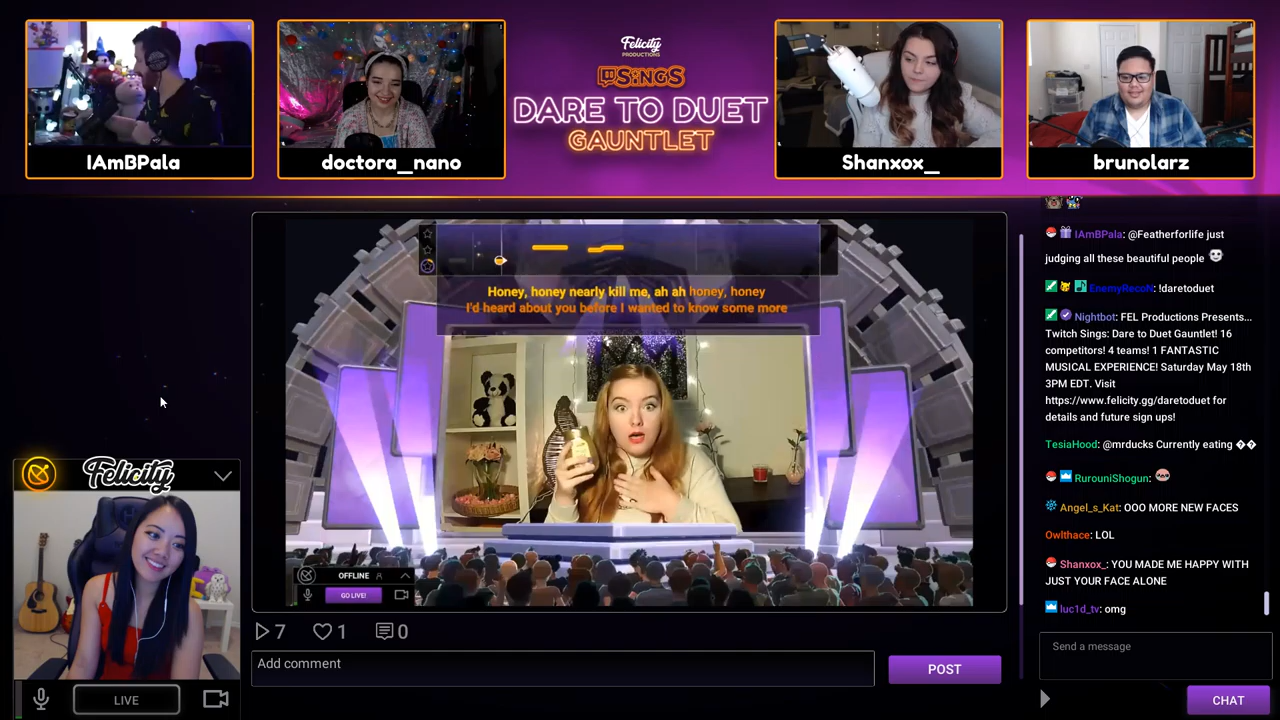 IAmBPala
doctora__nano
Felicity
PRODUCTIONS
SINGS
DARE TO DUET
GAUNTLET
Shanxox_
brunolarz
Honey, honey nearly kill me, ah ah honey, honey
I'd heard about you before I wanted to know some more
OFFLINE
GO LIVE!
7
1
0
Add comment
POST
Felicity
LIVE
IAmBPala: @Featherforlife just
judging all these beautiful people
EnemyRecoN: !daretoduet
Nightbot: FEL Productions Presents...
Twitch Sings: Dare to Duet Gauntlet! 16
competitors! 4 teams! 1 FANTASTIC
MUSICAL EXPERIENCE! Saturday May 18th
3PM EDT. Visit
https://www.felicity.gg/daretoduet for
details and future sign ups!
TesiaHood: @mrducks Currently eating ��
RurouniShogun:
Angel_s_Kat: OOO MORE NEW FACES
Owlthace: LOL
Shanxox_: YOU MADE ME HAPPY WITH
JUST YOUR FACE ALONE
luc1d_tv: omg
Send a message
CHAT